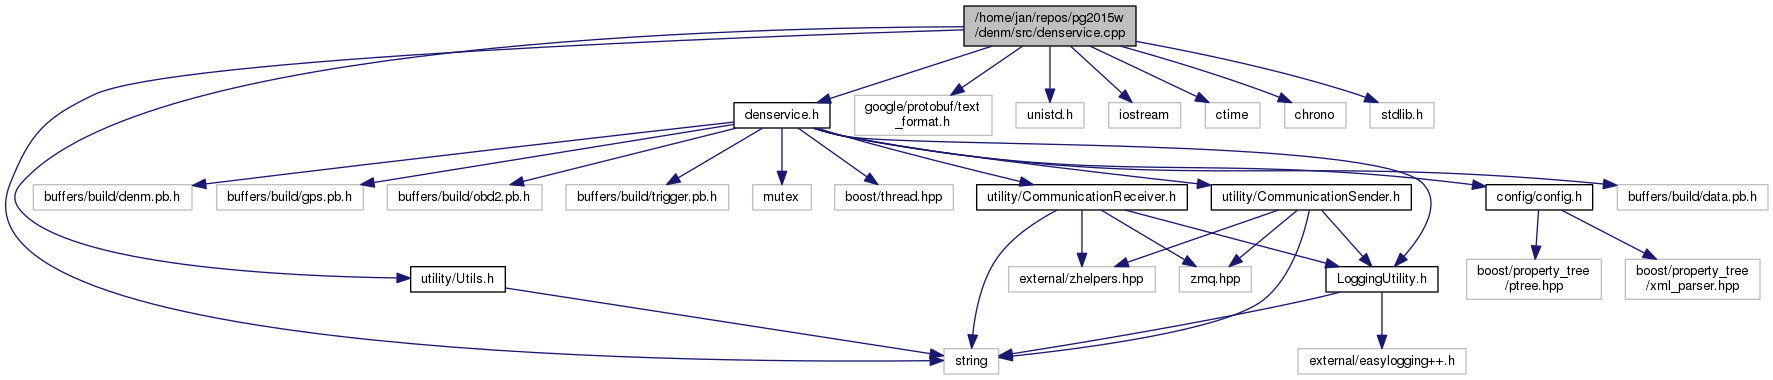 /home/jan/repos/pg2015w
/denm/src/denservice.cpp
denservice.h
google/protobuf/text
_format.h
unistd.h
iostream
ctime
chrono
stdlib.h
buffers/build/denm.pb.h
buffers/build/gps.pb.h
buffers/build/obd2.pb.h
buffers/build/trigger.pb.h
mutex
boost/thread.hpp
utility/CommunicationReceiver.h
utility/CommunicationSender.h
config/config.h
buffers/build/data.pb.h
utility/Utils.h
external/zhelpers.hpp
zmq.hpp
LoggingUtility.h
boost/property_tree
/ptree.hpp
boost/property_tree
/xml_parser.hpp
string
external/easylogging++.h